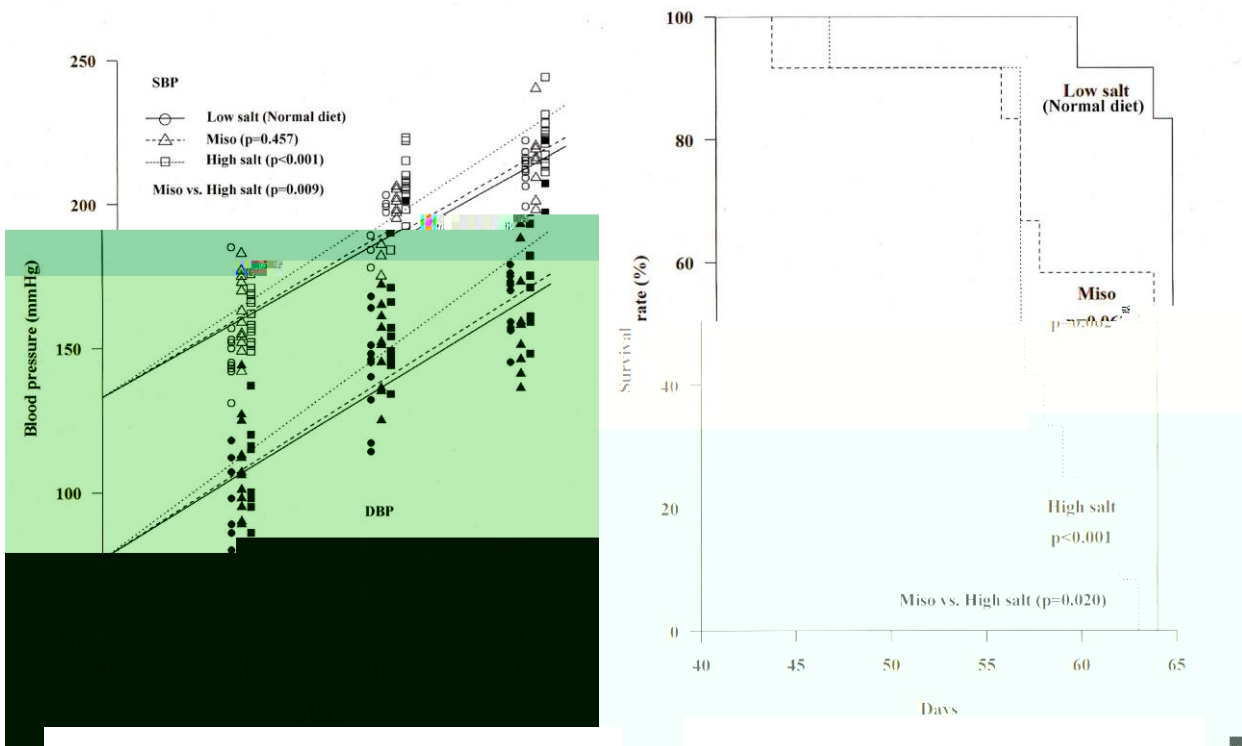 250
SBP
Low salt (Normal diet)
Miso (p=0.457)
High salt (p<0.001)
Miso vs. High salt (p=0.009)
200
150
100
Blood pressure (mmHg)
DBP
100
80
60
40
20
0
Survival rate (%)
Low salt
(Normal diet)
Miso
High salt
p<0.001
Miso vs. High salt (p=0.020)
40 45 50 55 60 65
Days